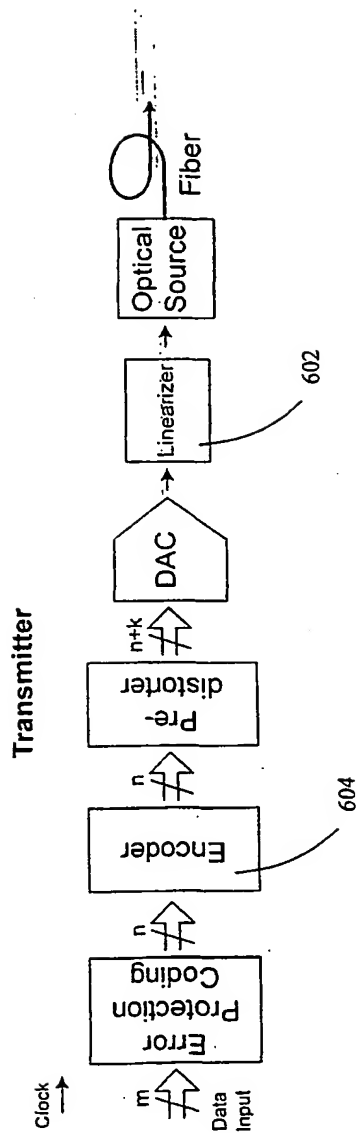 Transmitter
Clock
m
Data
Input
Error
Protection
Coding
n
Encoder
604
n
Pre-
distorter
n+k
DAC
Linearizer
602
Optical
Source
Fiber